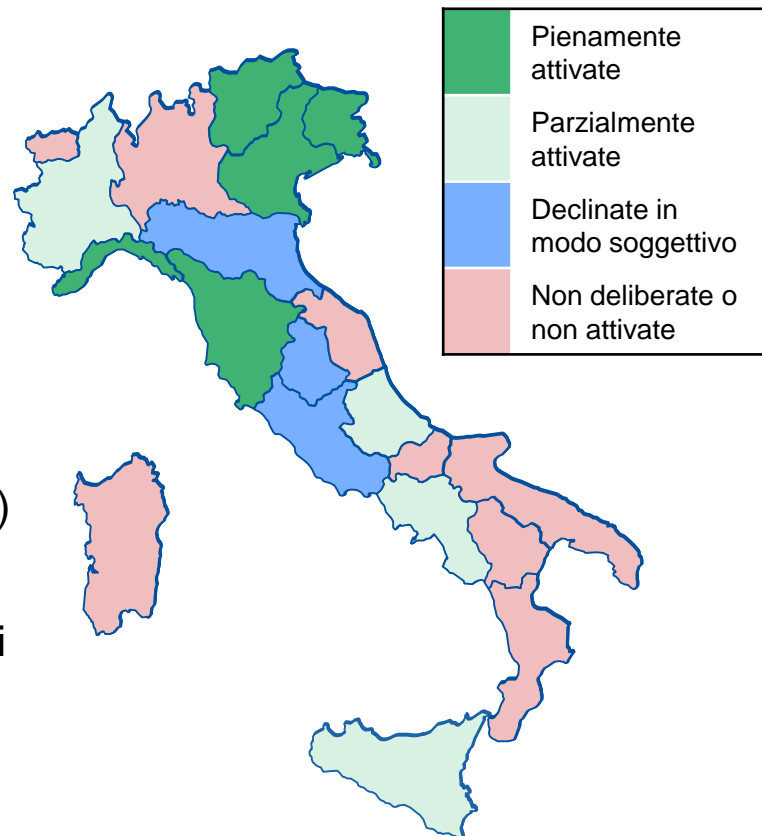 Pienamente
attivate
Parzialmente
attivate
Declinate in
modo soggettivo
Non deliberate o
non attivate
)
i